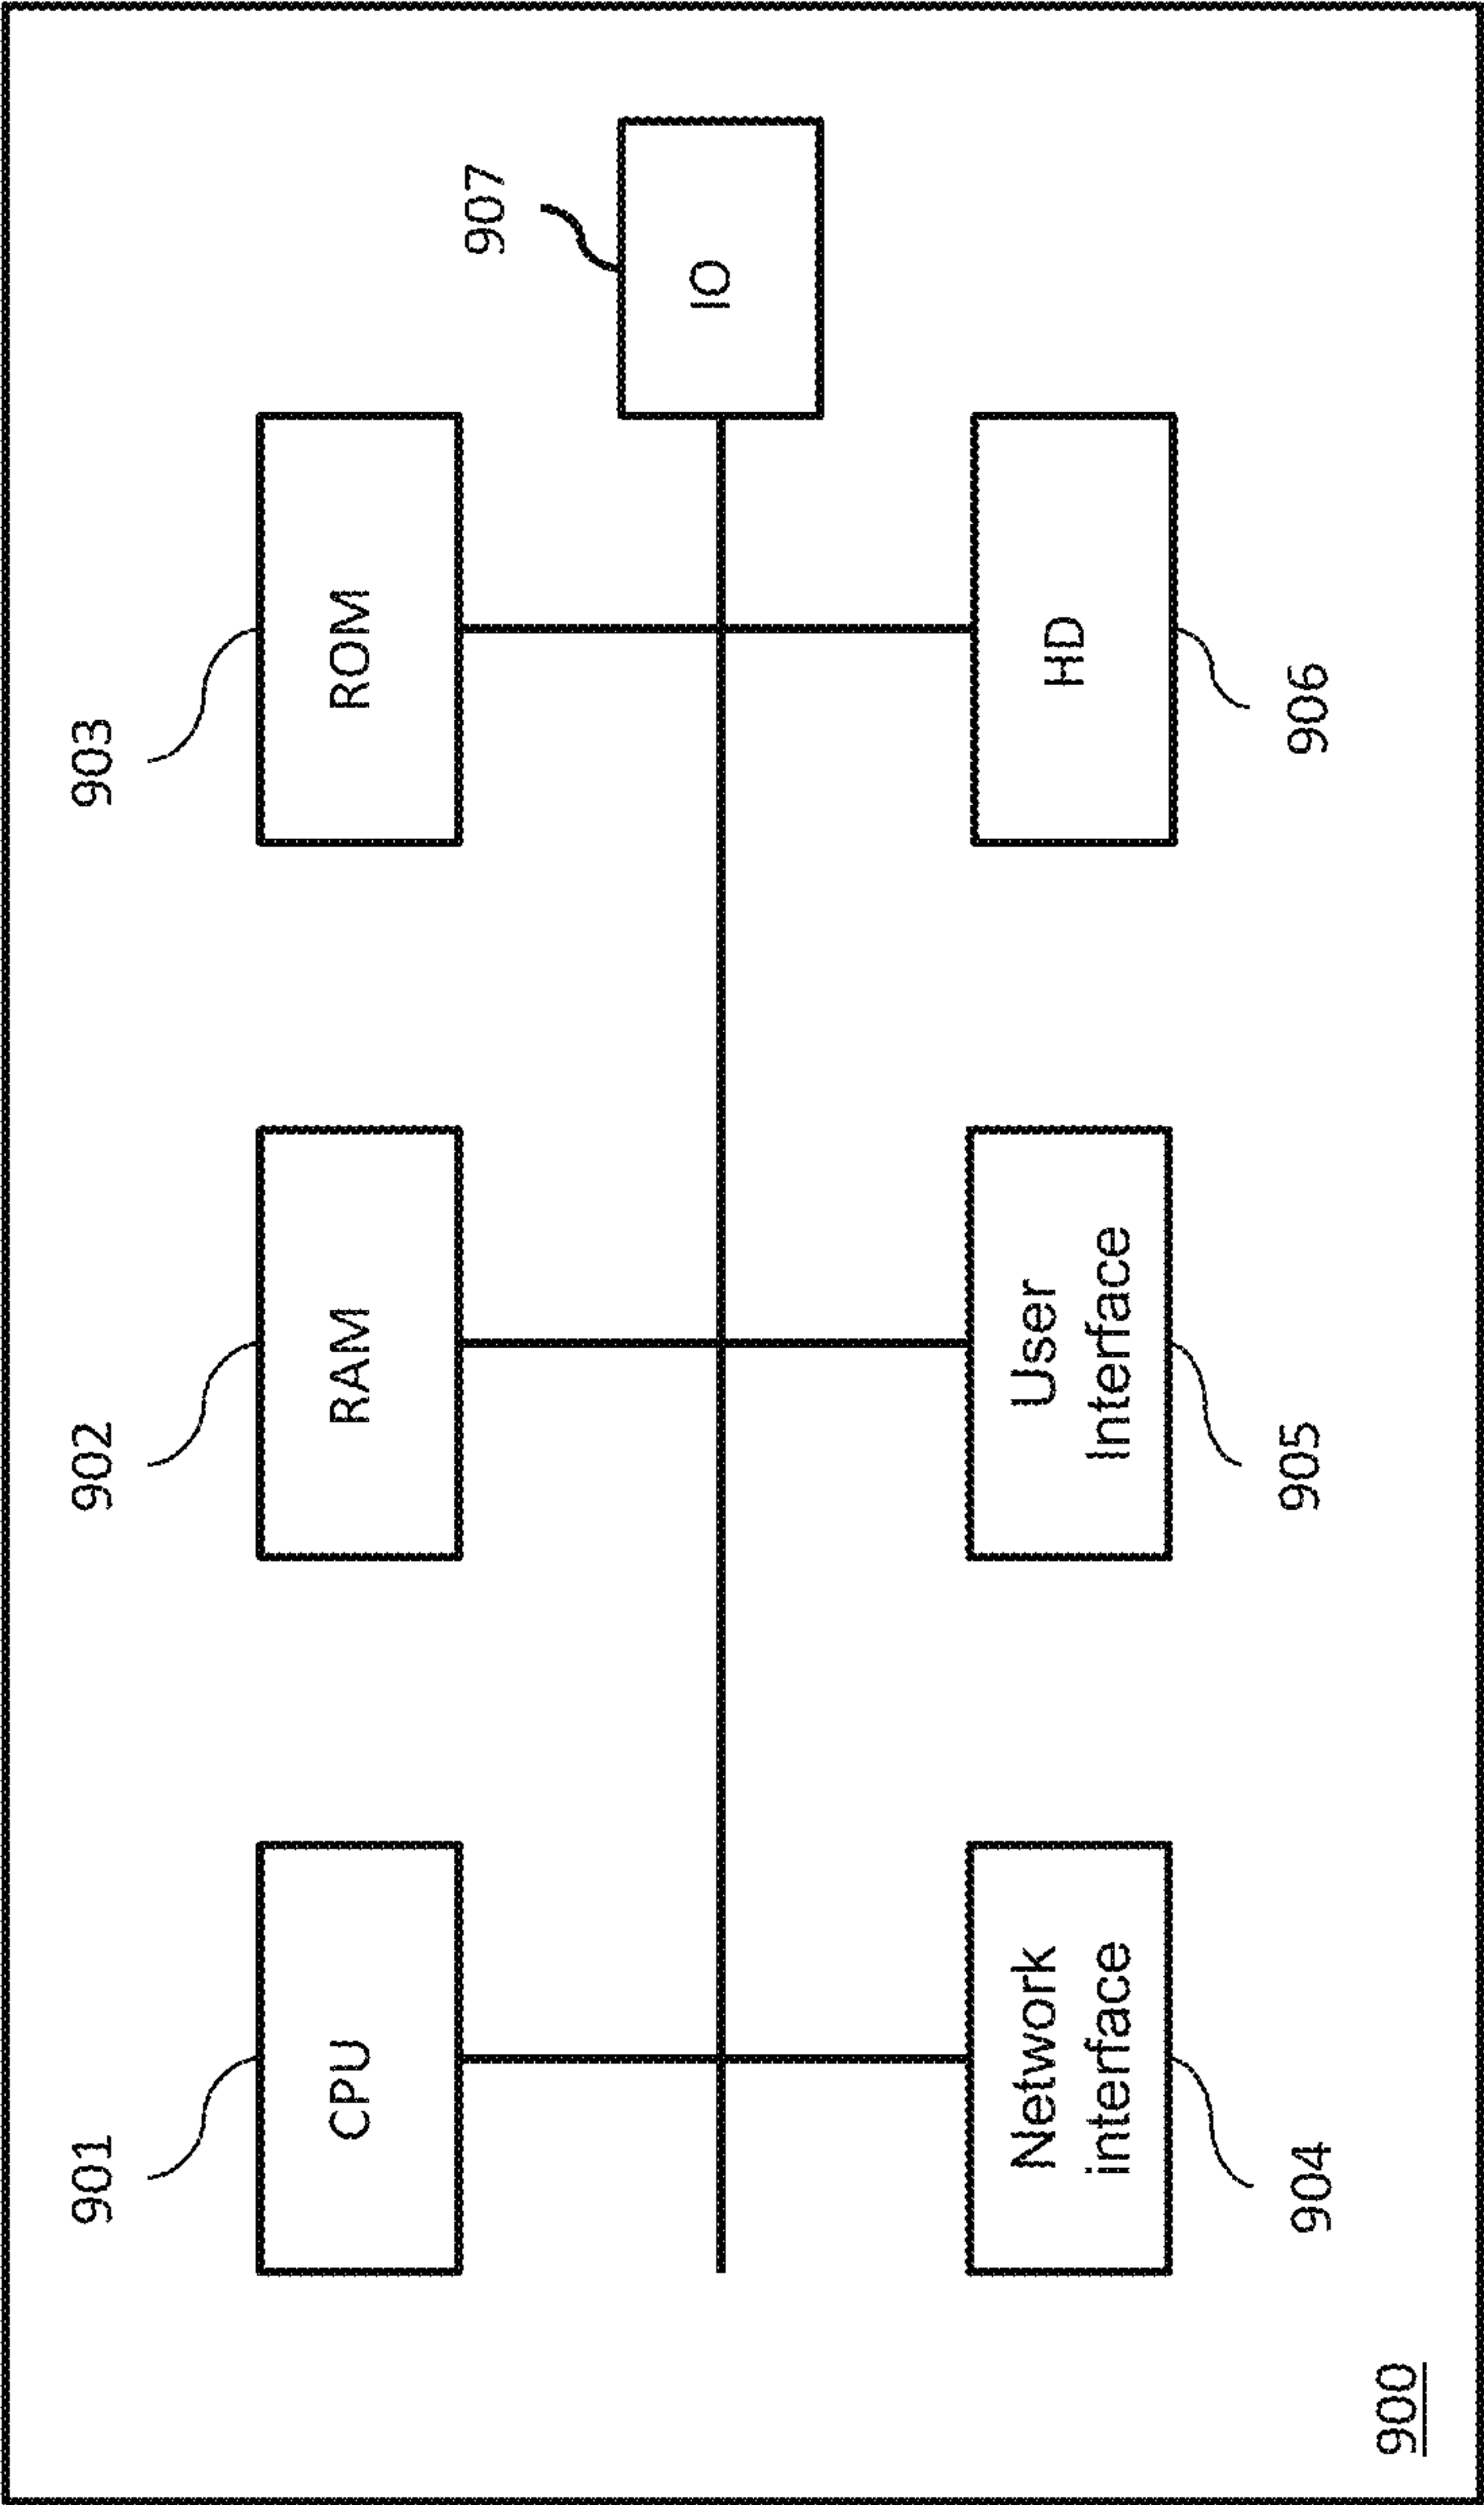 901
902
903
CPU
RAM
ROM
907
IO
Network
interface
User
Interface
HD
904
905
906
900